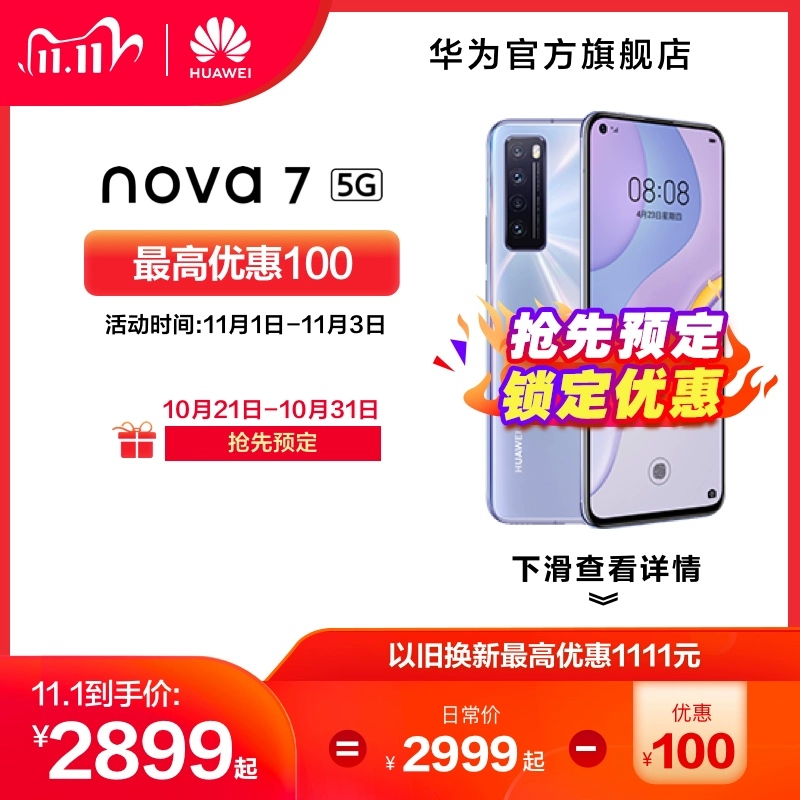 11.11
HUAWEI
华为官方旗舰店
nova 7 5G
最高优惠100
活动时间:11月1日-11月3日
10月21日-10月31日
抢先预定
08:08
4月23日星期四
抢先预定
锁定优惠
HUAWEI
下滑查看详情
以旧换新最高优惠1111元
11.1到手价:
¥2899起
=
日常价
¥2999起
-
优惠
¥100